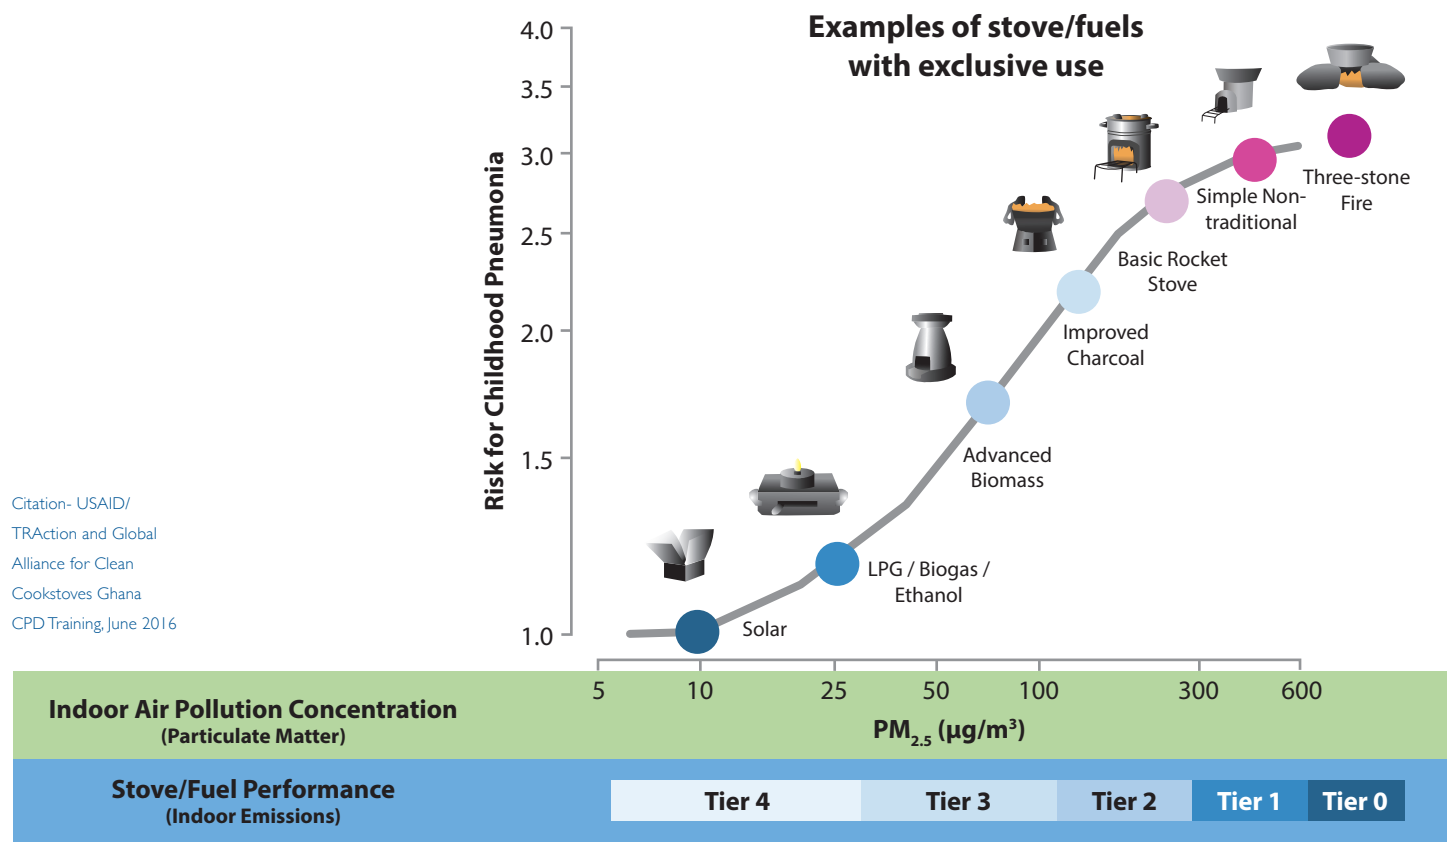 Examples of stove/fuels
with exclusive use
Risk for Childhood Pneumonia
4.0
3.5
3.0
2.5
2.0
1.5
1.0
Three-stone
Fire
Simple Non-
traditional
Basic Rocket
Stove
Improved
Charcoal
Advanced
Biomass
LPG / Biogas /
Ethanol
Solar
Citation- USAID/
TRAction and Global
Alliance for Clean
Cookstoves Ghana
CPD Training, June 2016
5 10 25 50 100 300 600
PM2.5 (µg/m³)
Indoor Air Pollution Concentration
(Particulate Matter)
Stove/Fuel Performance
(Indoor Emissions)
Tier 4 Tier 3 Tier 2 Tier 1 Tier 0